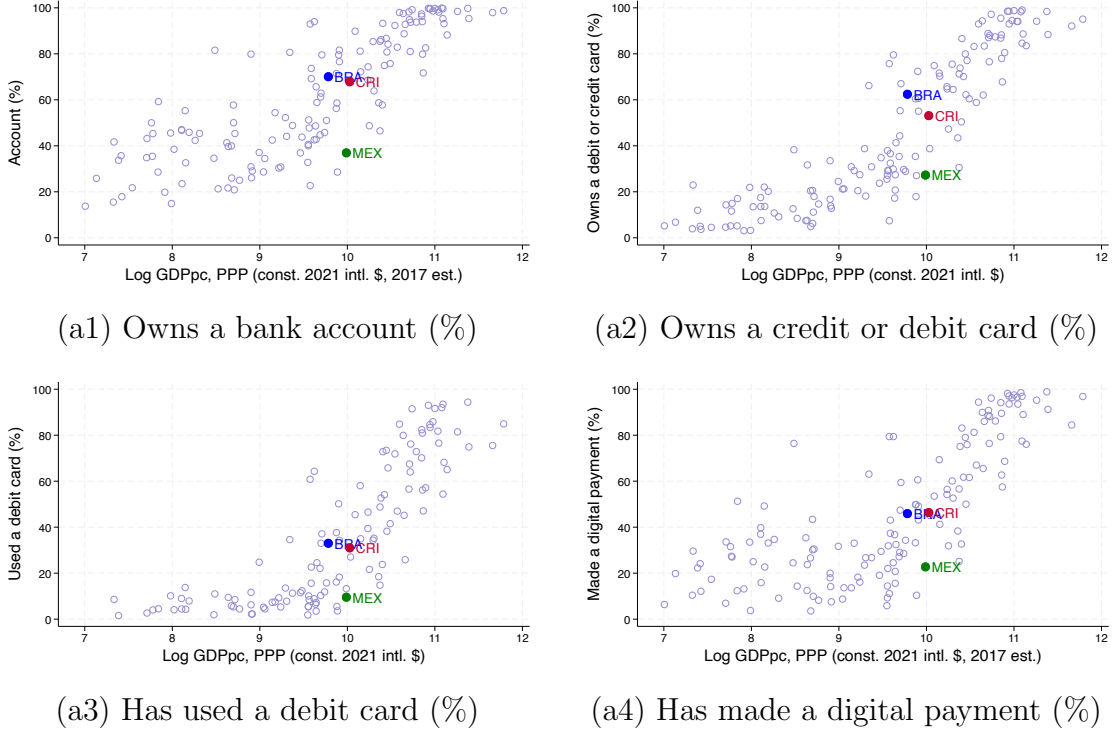 100
80
60
40
20
0
Account (%)
BRA
CRI
MEX
7 8 9 10 11 12
Log GDPpc, PPP (const. 2021 intl. $, 2017 est.)
(a1) Owns a bank account (%)
100
80
60
40
20
0
Owns a debit or credit card (%)
BRA
CRI
MEX
7 8 9 10 11 12
Log GDPpc, PPP (const. 2021 intl. $)
(a2) Owns a credit or debit card (%)
100
80
60
40
20
0
Used a debit card (%)
BRA
CRI
MEX
7 8 9 10 11 12
Log GDPpc, PPP (const. 2021 intl. $)
(a3) Has used a debit card (%)
100
80
60
40
20
0
Made a digital payment (%)
BRA
CRI
MEX
7 8 9 10 11 12
Log GDPpc, PPP (const. 2021 intl. $, 2017 est.)
(a4) Has made a digital payment (%)